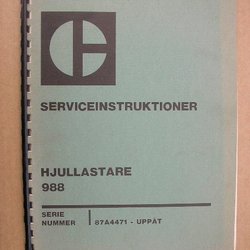 SERVICEINSTRUKTIONER
HJULLASTARE
988
SERIE
NUMMER
87A4471 - UPPÅT